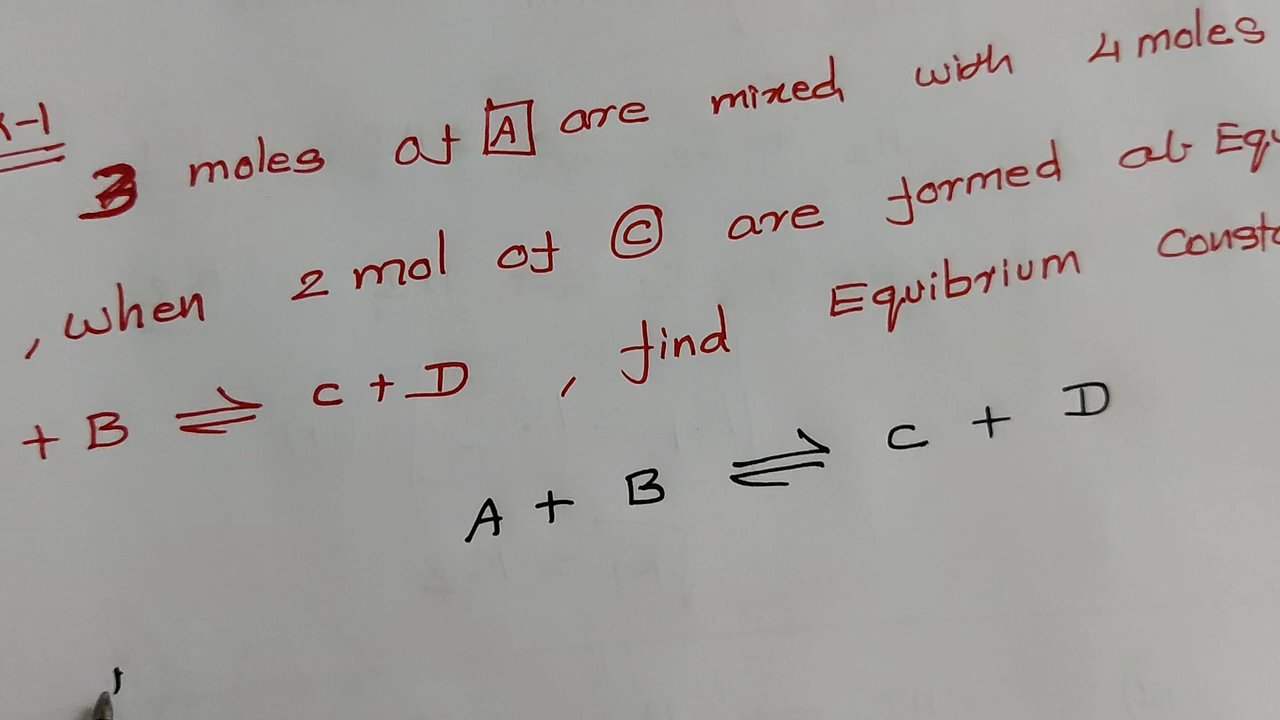 3 moles of A are mixed with 4 moles
, when 2 mol of C are formed at
+ B ⇌ C + D , find Equibrium
A + B ⇌ C + D